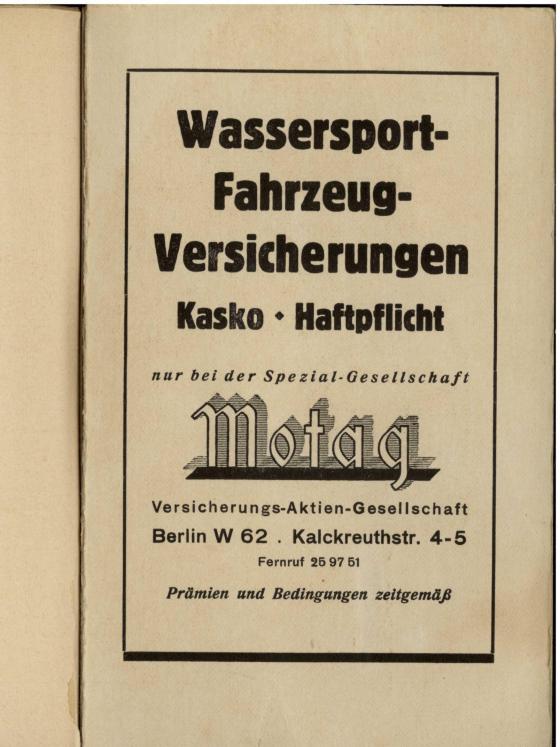 Wassersport-
Fahrzeug-
Versicherungen
Kasko • Haftpflicht
nur bei der Spezial-Gesellschaft
Motag
Versicherungs-Aktien-Gesellschaft
Berlin W 62 . Kalckreuthstr. 4-5
Fernruf 25 97 51
Prämien und Bedingungen zeitgemäß